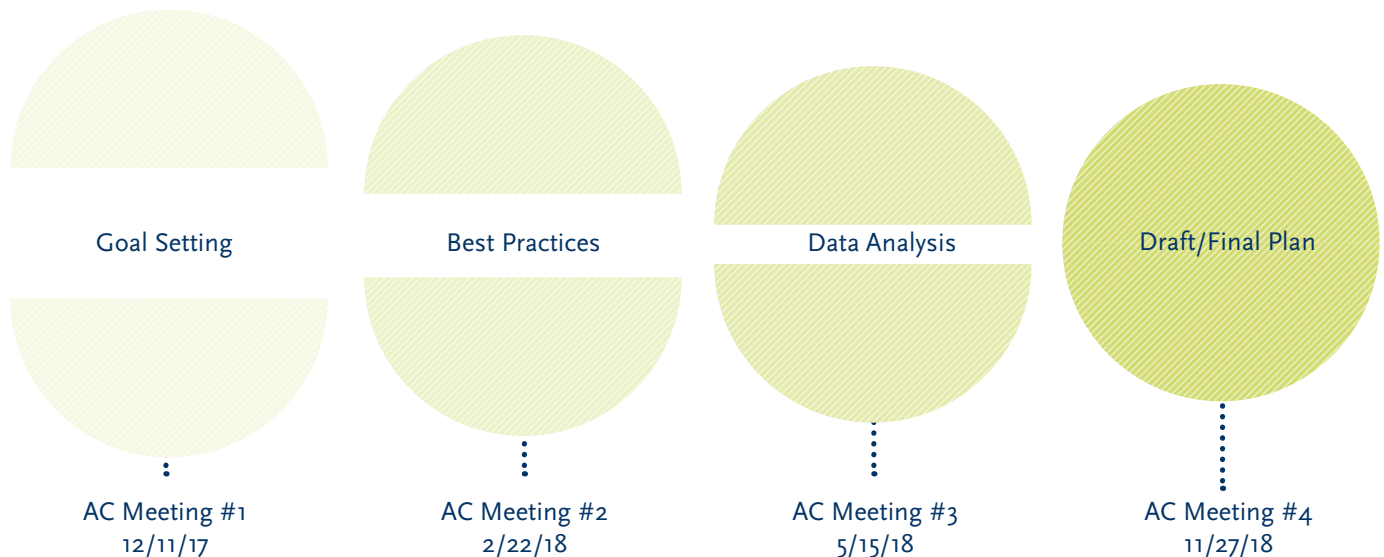 Goal Setting
Best Practices
Data Analysis
Draft/Final Plan
AC Meeting #1
12/11/17
AC Meeting #2
2/22/18
AC Meeting #3
5/15/18
AC Meeting #4
11/27/18